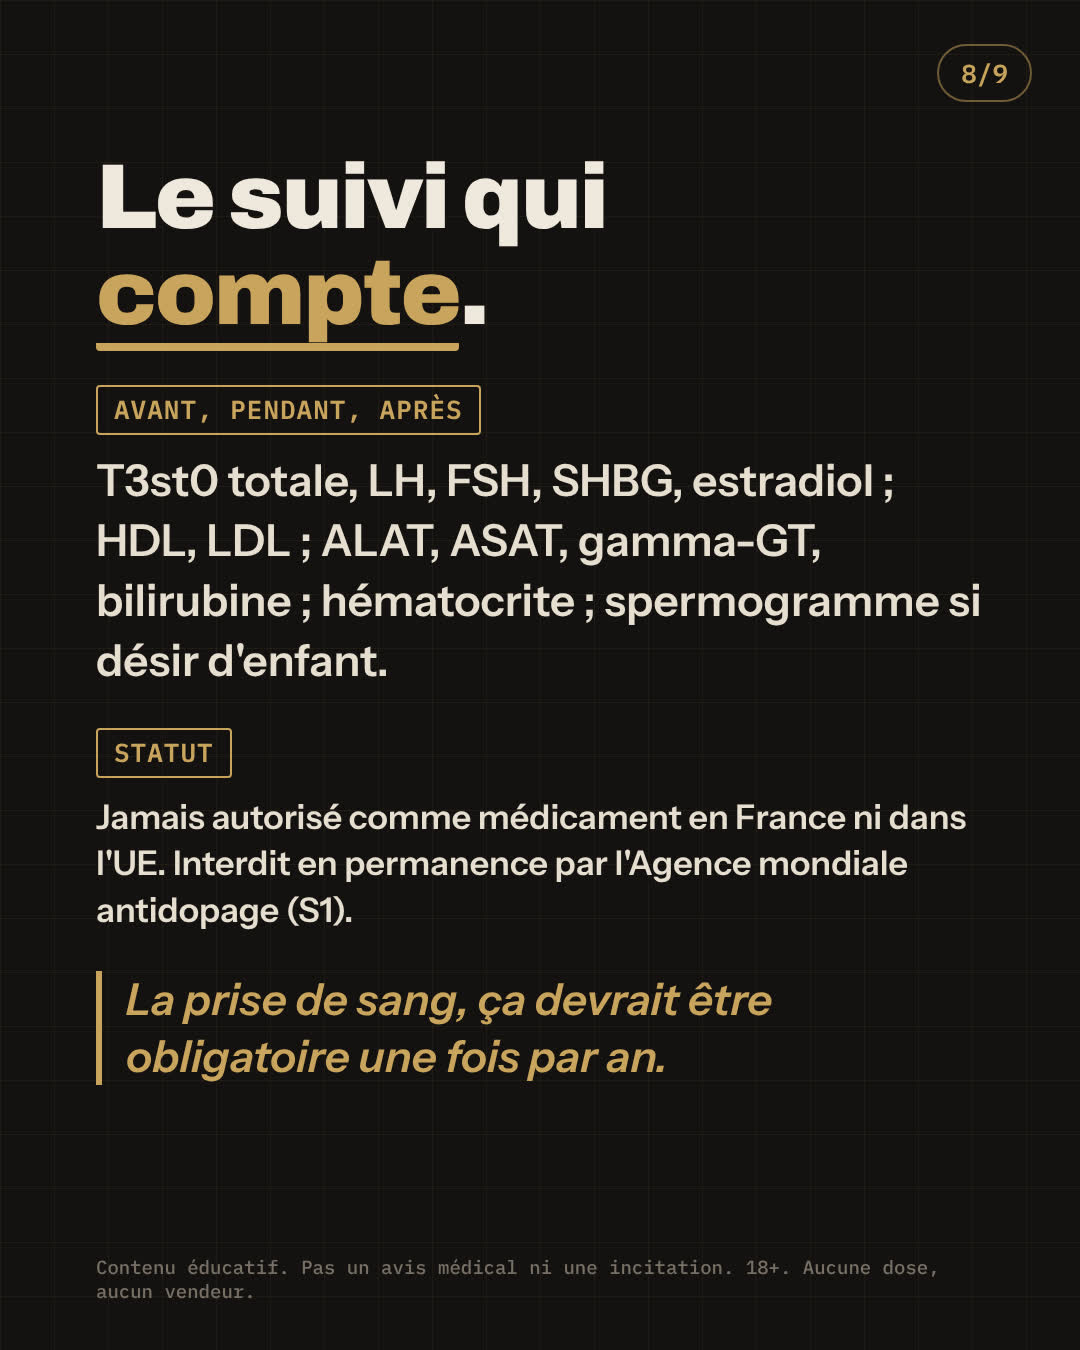 8/9
Le suivi qui
compte.
AVANT, PENDANT, APRÈS
T3st0 totale, LH, FSH, SHBG, estradiol ;
HDL, LDL ; ALAT, ASAT, gamma-GT,
bilirubine ; hématocrite ; spermogramme si
désir d'enfant.
STATUT
Jamais autorisé comme médicament en France ni dans
l'UE. Interdit en permanence par l'Agence mondiale
antidopage (S1).
La prise de sang, ça devrait être
obligatoire une fois par an.
Contenu éducatif. Pas un avis médical ni une incitation. 18+. Aucune dose,
aucun vendeur.